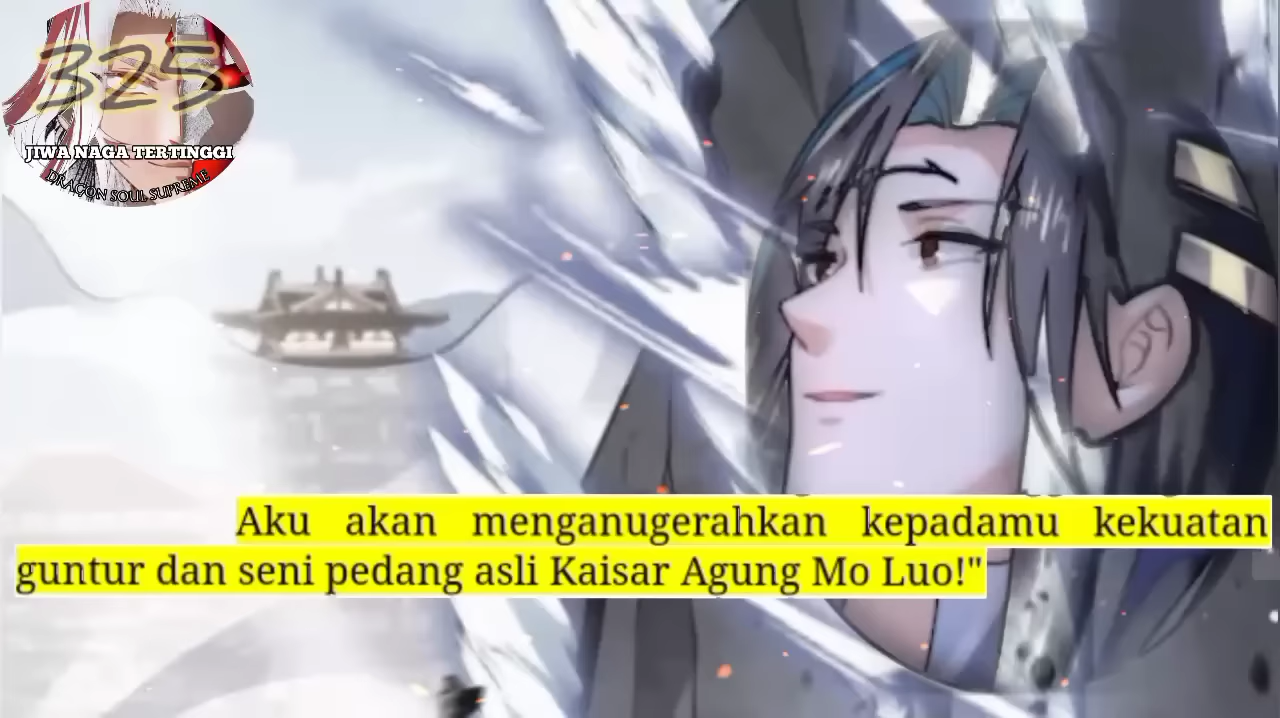 325
JIWA NAGA TERTINGGI
DRAGON SOUL SUPREME
Aku akan menganugerahkan kepadamu kekuatan
guntur dan seni pedang asli Kaisar Agung Mo Luo!"